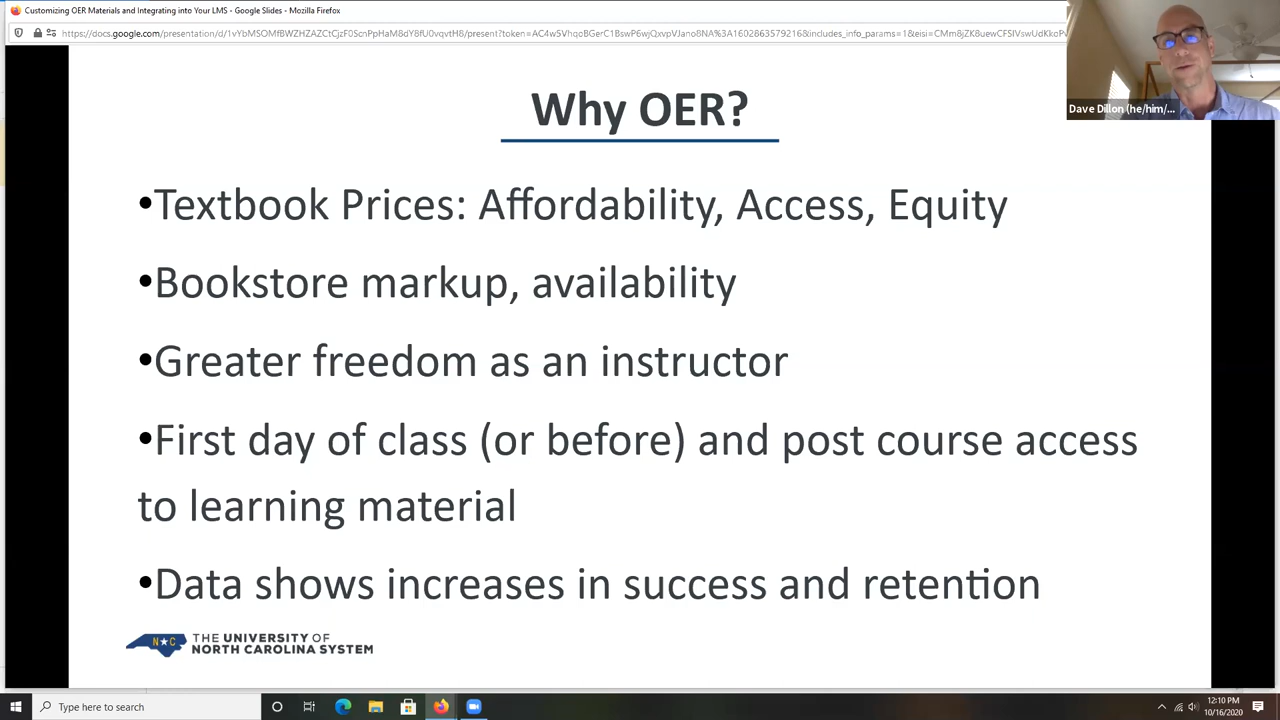 Customizing OER Materials and Integrating into Your LMS - Google Slides - Mozilla Firefox
Dave Dillon (he/him/...
Why OER?
•Textbook Prices: Affordability, Access, Equity
•Bookstore markup, availability
•Greater freedom as an instructor
•First day of class (or before) and post course access
to learning material
•Data shows increases in success and retention
N★C
THE UNIVERSITY OF
NORTH CAROLINA SYSTEM
Type here to search
12:10 PM
10/16/2020